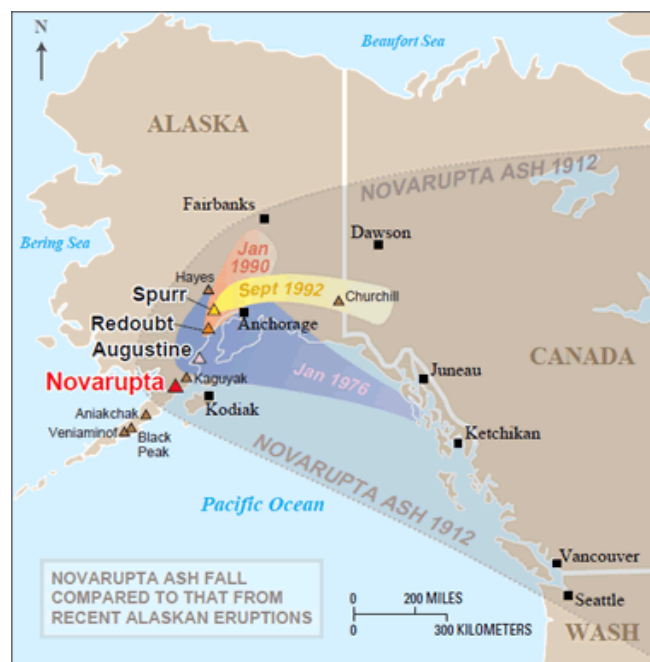 N
Beaufort Sea
ALASKA
NOVARUPTA ASH 1912
Fairbanks
Dawson
Bering Sea
Jan
1990
Hayes
Sept 1992
Spurr
Churchill
Redoubt
Anchorage
Augustine
CANADA
Novarupta
Kaguyak
Jan 1976
Juneau
Aniakchak
Kodiak
Veniaminof
Black
Peak
Ketchikan
NOVARUPTA ASH 1912
Pacific Ocean
Vancouver
NOVARUPTA ASH FALL
COMPARED TO THAT FROM
RECENT ALASKAN ERUPTIONS
0 200 MILES
0 300 KILOMETERS
Seattle
WASH